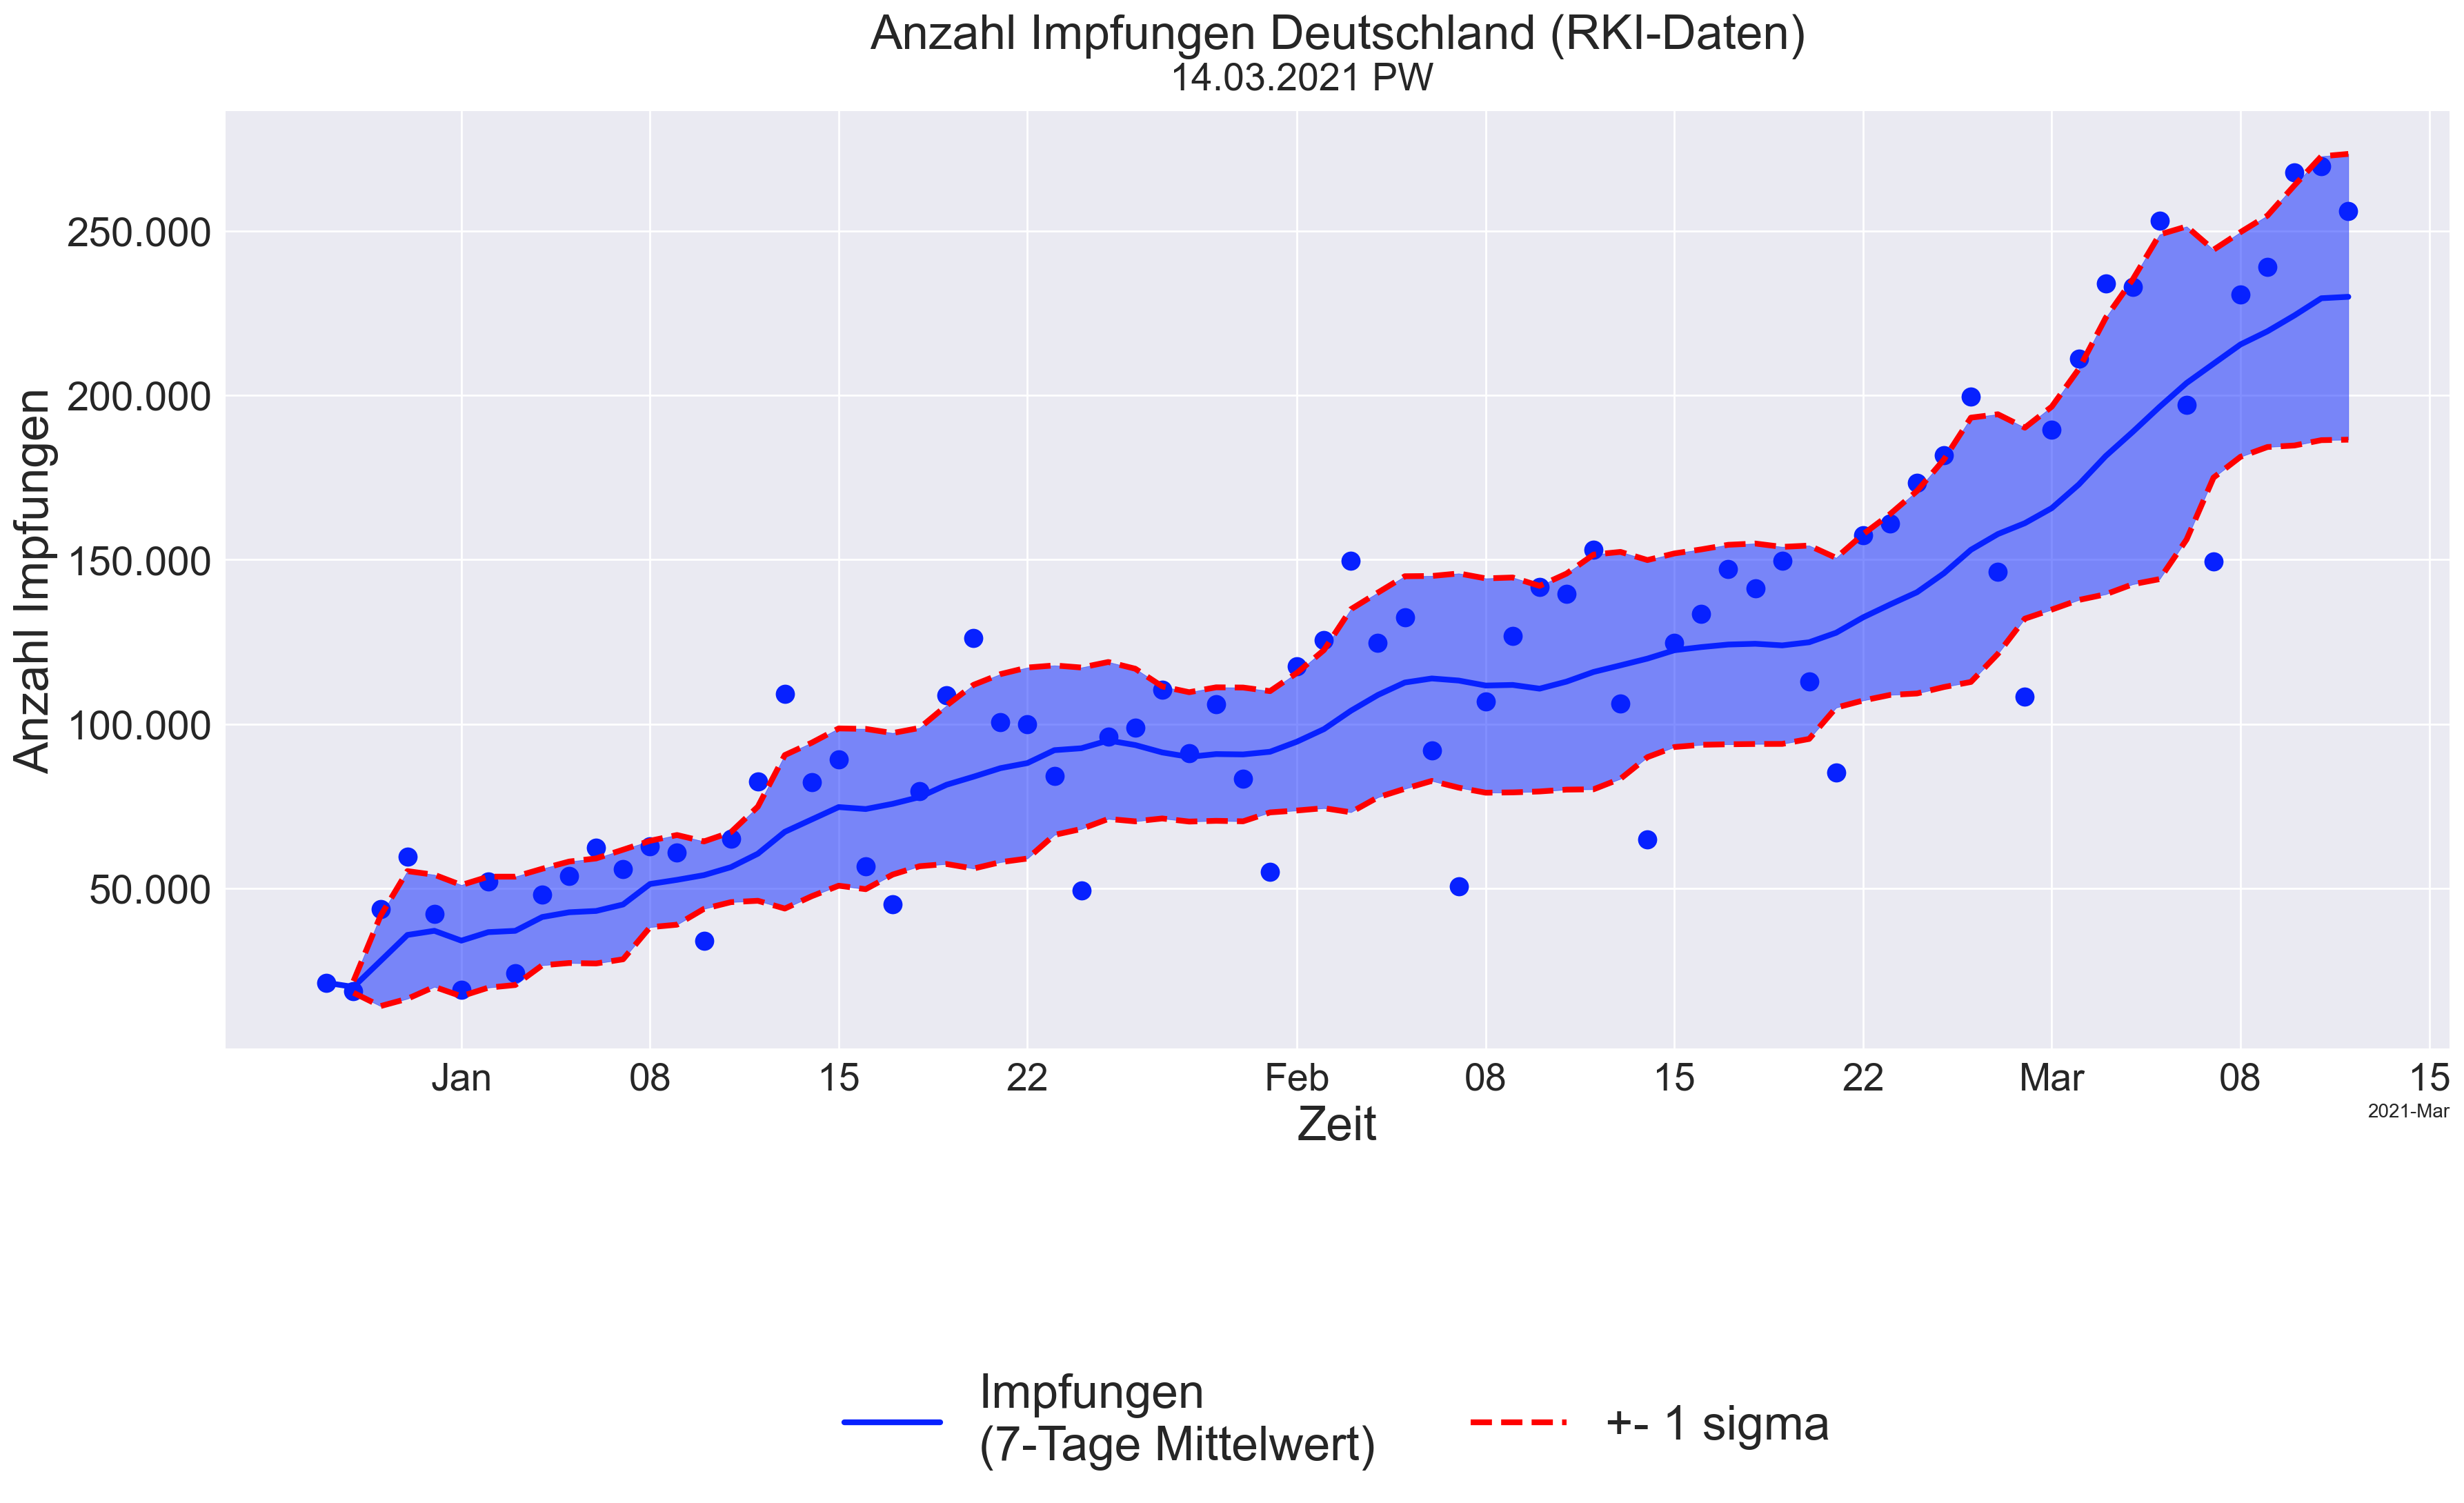 Anzahl Impfungen Deutschland (RKI-Daten)
14.03.2021 PW
Anzahl Impfungen
250.000
200.000
150.000
100.000
50.000
Jan 08 15 22 Feb 08 15 22 Mar 08 15
2021-Mar
Zeit
Impfungen
(7-Tage Mittelwert)
+- 1 sigma